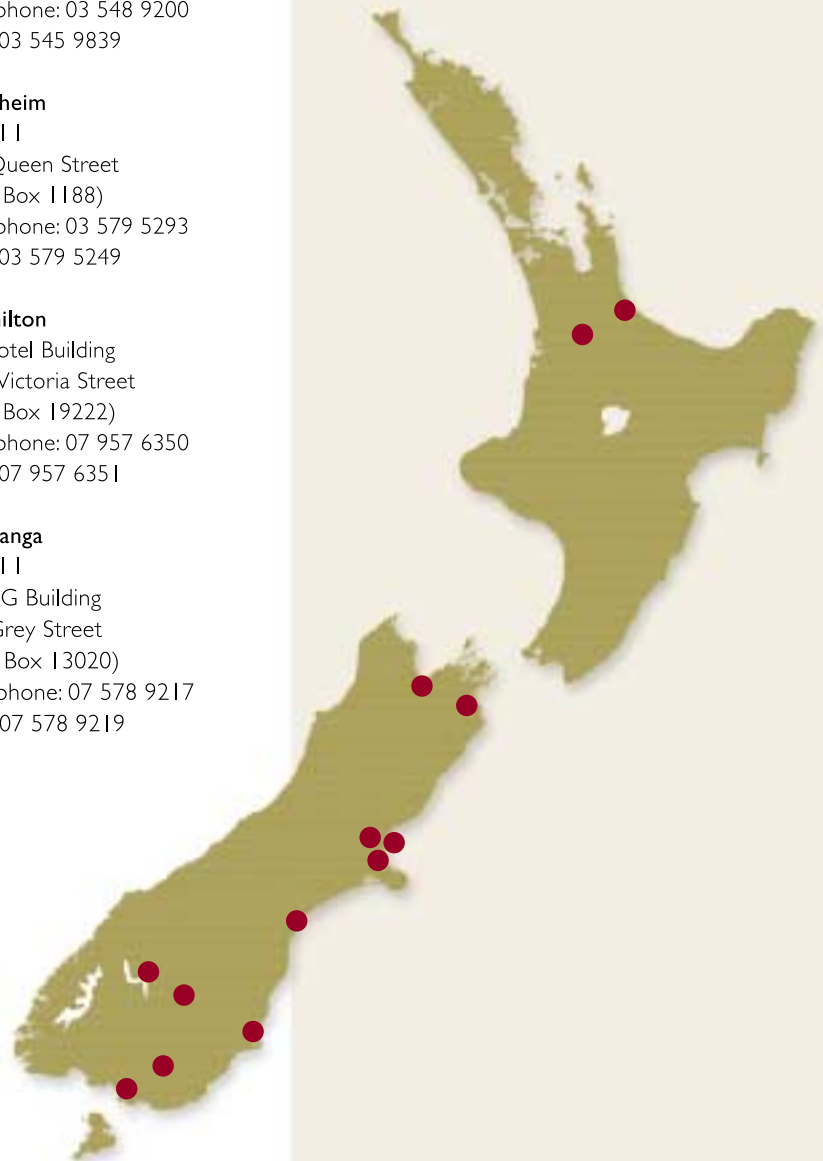 phone: 03 548 9200
03 545 9839
heim
11
Queen Street
Box 1188)
phone: 03 579 5293
03 579 5249
ilton
otel Building
Victoria Street
Box 19222)
phone: 07 957 6350
07 957 6351
anga
11
G Building
Grey Street
Box 13020)
phone: 07 578 9217
07 578 9219